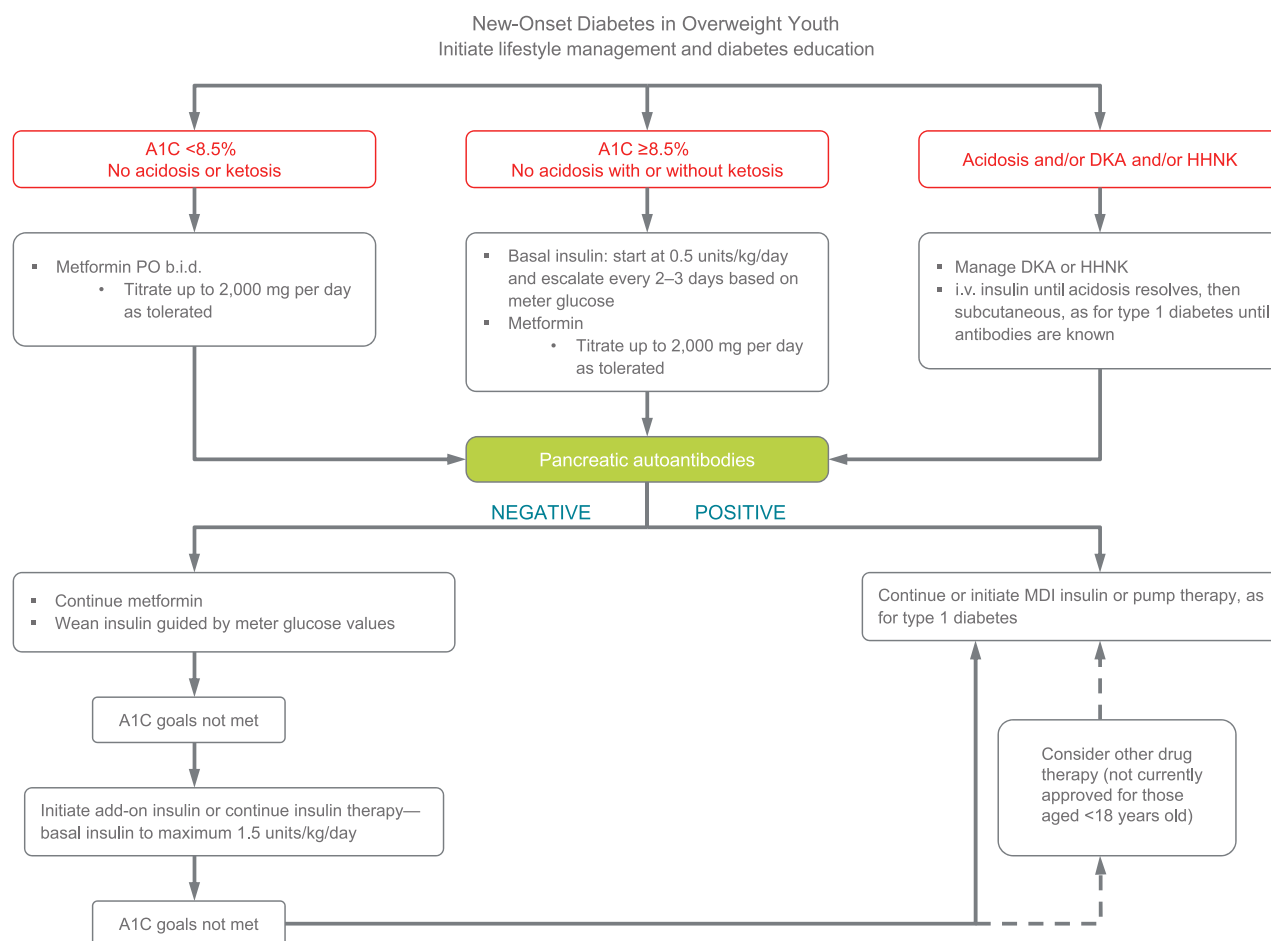 New-Onset Diabetes in Overweight Youth
Initiate lifestyle management and diabetes education
A1C <8.5%
No acidosis or ketosis
A1C ≥8.5%
No acidosis with or without ketosis
Acidosis and/or DKA and/or HHNK
▪ Metformin PO b.i.d.
• Titrate up to 2,000 mg per day
as tolerated
▪ Basal insulin: start at 0.5 units/kg/day
and escalate every 2–3 days based on
meter glucose
▪ Metformin
• Titrate up to 2,000 mg per day
as tolerated
▪ Manage DKA or HHNK
▪ i.v. insulin until acidosis resolves, then
subcutaneous, as for type 1 diabetes until
antibodies are known
Pancreatic autoantibodies
NEGATIVE
POSITIVE
▪ Continue metformin
▪ Wean insulin guided by meter glucose values
Continue or initiate MDI insulin or pump therapy, as
for type 1 diabetes
A1C goals not met
Initiate add-on insulin or continue insulin therapy—
basal insulin to maximum 1.5 units/kg/day
Consider other drug
therapy (not currently
approved for those
aged <18 years old)
A1C goals not met